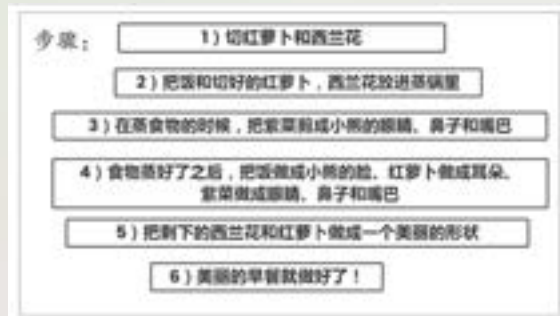 步骤：
1）切红萝卜和西兰花
2）把饭和切好的红萝卜，西兰花放进蒸锅里
3）在蒸食物的时候，把紫菜剪成小熊的眼睛、鼻子和嘴巴
4）食物蒸好了之后，把饭做成小熊的脸、红萝卜做成耳朵、
紫菜做成眼睛、鼻子和嘴巴
5）把剩下的西兰花和红萝卜做成一个美丽的形状
6）美丽的早餐就做好了！